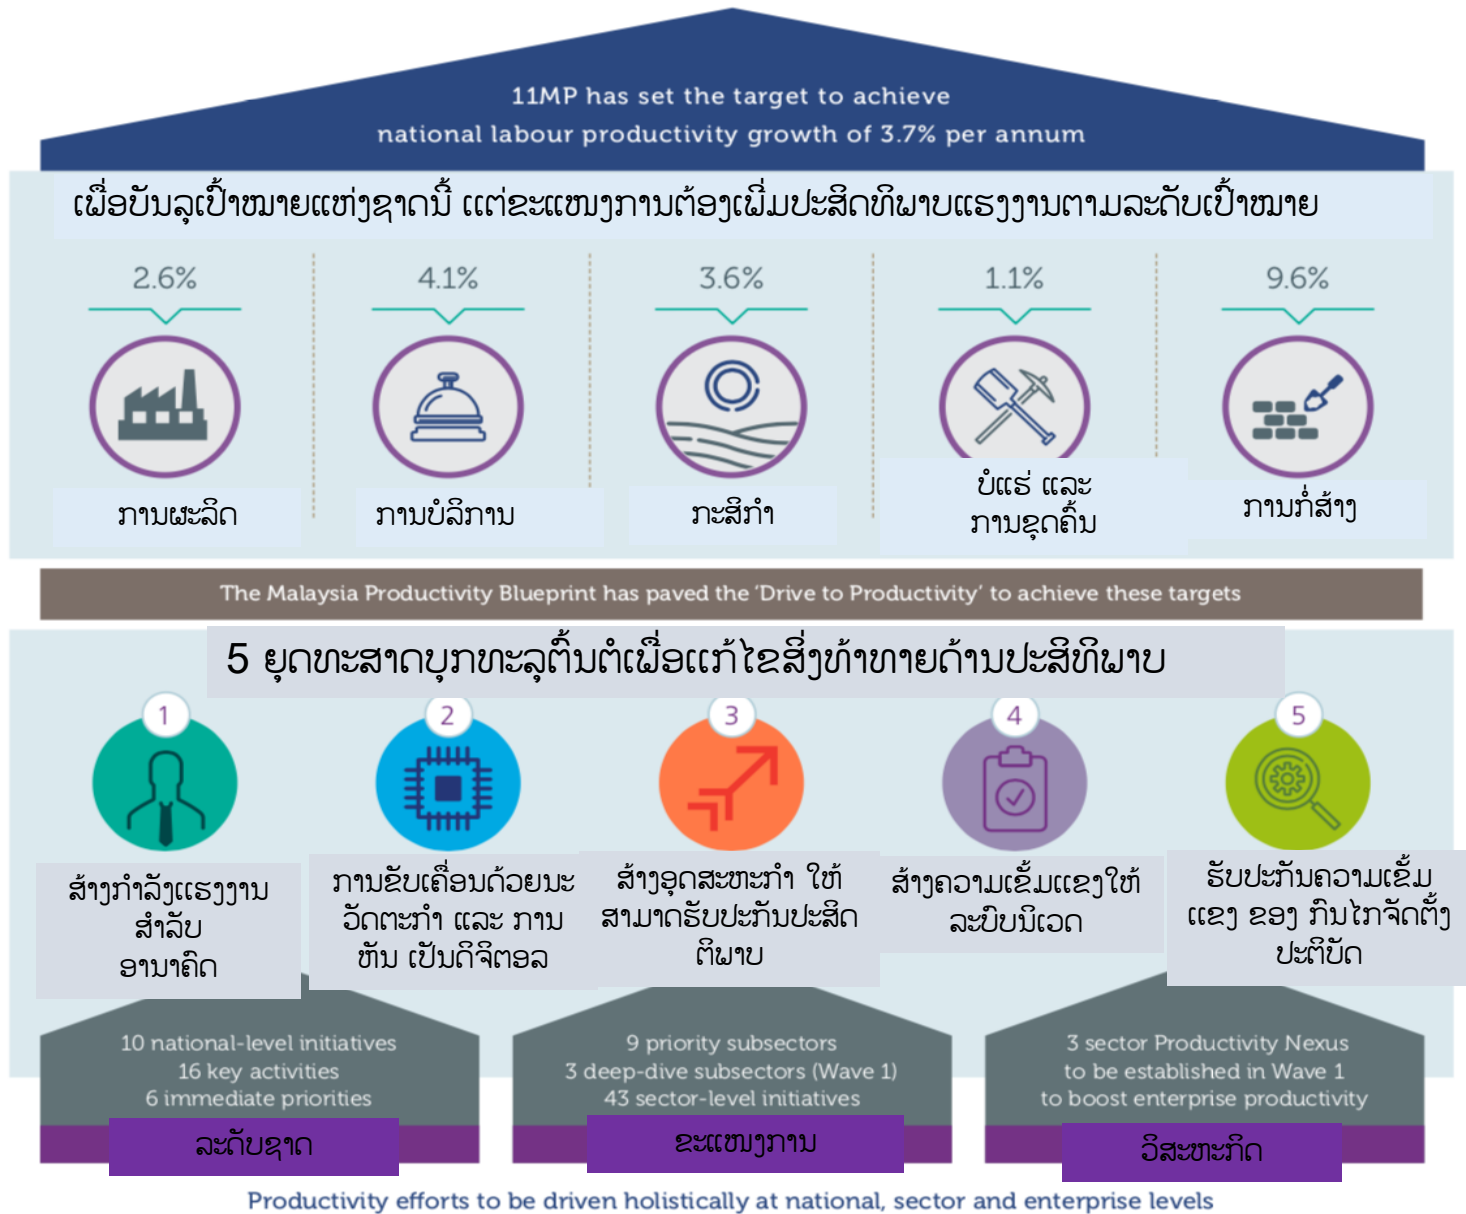 11MP has set the target to achieve
national labour productivity growth of 3.7% per annum
ເພື່ອບັນລຸເປົ້າໝາຍແຫ່ງຊາດນີ້ ແຕ່ຂະແໜງການຕ້ອງເພີ່ມປະສິດທິພາບແຮງງານຕາມລະດັບເປົ້າໝາຍ
2.6%
4.1%
3.6%
1.1%
9.6%
ການຜະລິດ
ການບໍລິການ
ກະສິກຳ
ບໍ່ແຮ່ ແລະ
ການຂຸດຄົ້ນ
ການກໍ່ສ້າງ
The Malaysia Productivity Blueprint has paved the ‘Drive to Productivity’ to achieve these targets
5 ຍຸດທະສາດບຸກທະລຸຕົ້ນຕໍເພື່ອແກ້ໄຂສິ່ງທ້າທາຍດ້ານປະສິທິພາບ
1
2
3
4
5
ສ້າງກຳລັງແຮງງານ
ສຳລັບ
ອານາຄົດ
ການຂັບເຄື່ອນດ້ວຍນະ
ວັດຕະກຳ ແລະ ການ
ຫັນ ເປັນດິຈິຕອລ
ສ້າງອຸດສະຫະກຳ ໃຫ້
ສາມາດຮັບປະກັນປະສິດ
ຕິພາບ
ສ້າງຄວາມເຂັ້ມແຂງໃຫ້
ລະບົບນິເວດ
ຮັບປະກັນຄວາມເຂັ້ມ
ແຂງ ຂອງ ກົນໄກຈັດຕັ້ງ
ປະຕິບັດ
10 national-level initiatives
16 key activities
6 immediate priorities
ລະດັບຊາດ
9 priority subsectors
3 deep-dive subsectors (Wave 1)
43 sector-level initiatives
ຂະແໜງການ
3 sector Productivity Nexus
to be established in Wave 1
to boost enterprise productivity
ວິສະຫະກິດ
Productivity efforts to be driven holistically at national, sector and enterprise levels